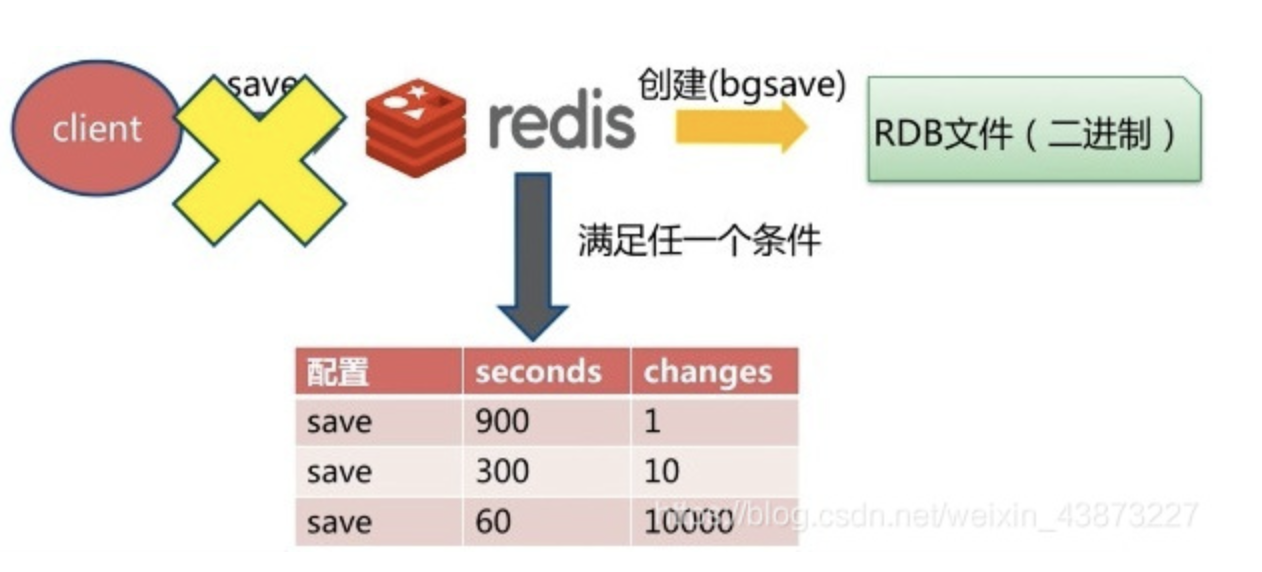 save
创建(bgsave)
client
redis
RDB文件（二进制）
满足任一个条件
配置 seconds changes
save 900 1
save 300 10
save 60 10000
https://blog.csdn.net/weixin_43873227